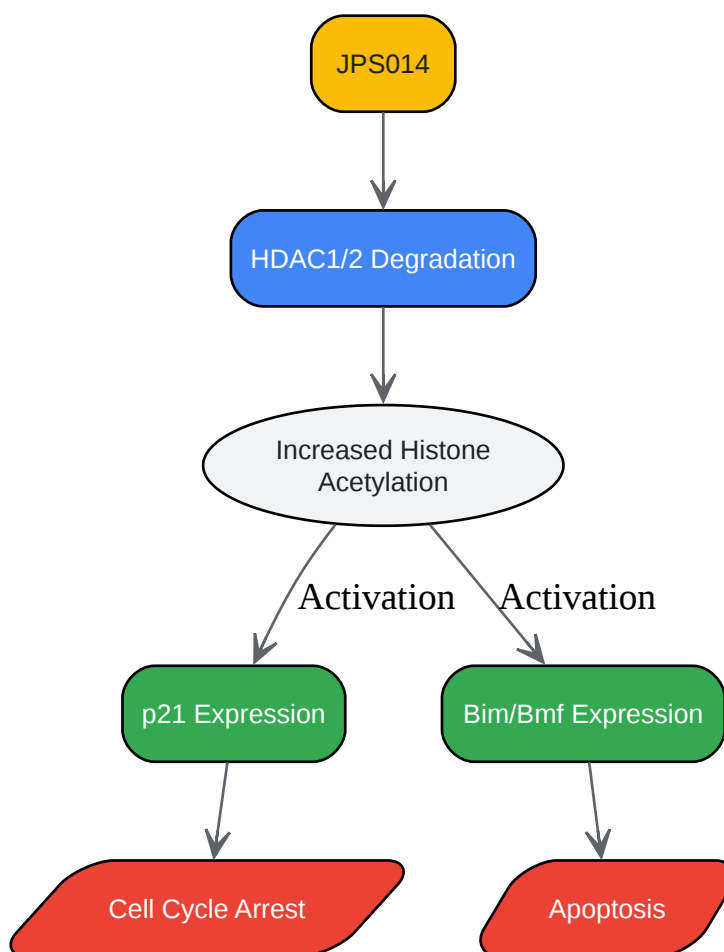 JPS014
HDAC1/2 Degradation
Increased Histone
Acetylation
Activation
Activation
p21 Expression
Bim/Bmf Expression
Cell Cycle Arrest
Apoptosis